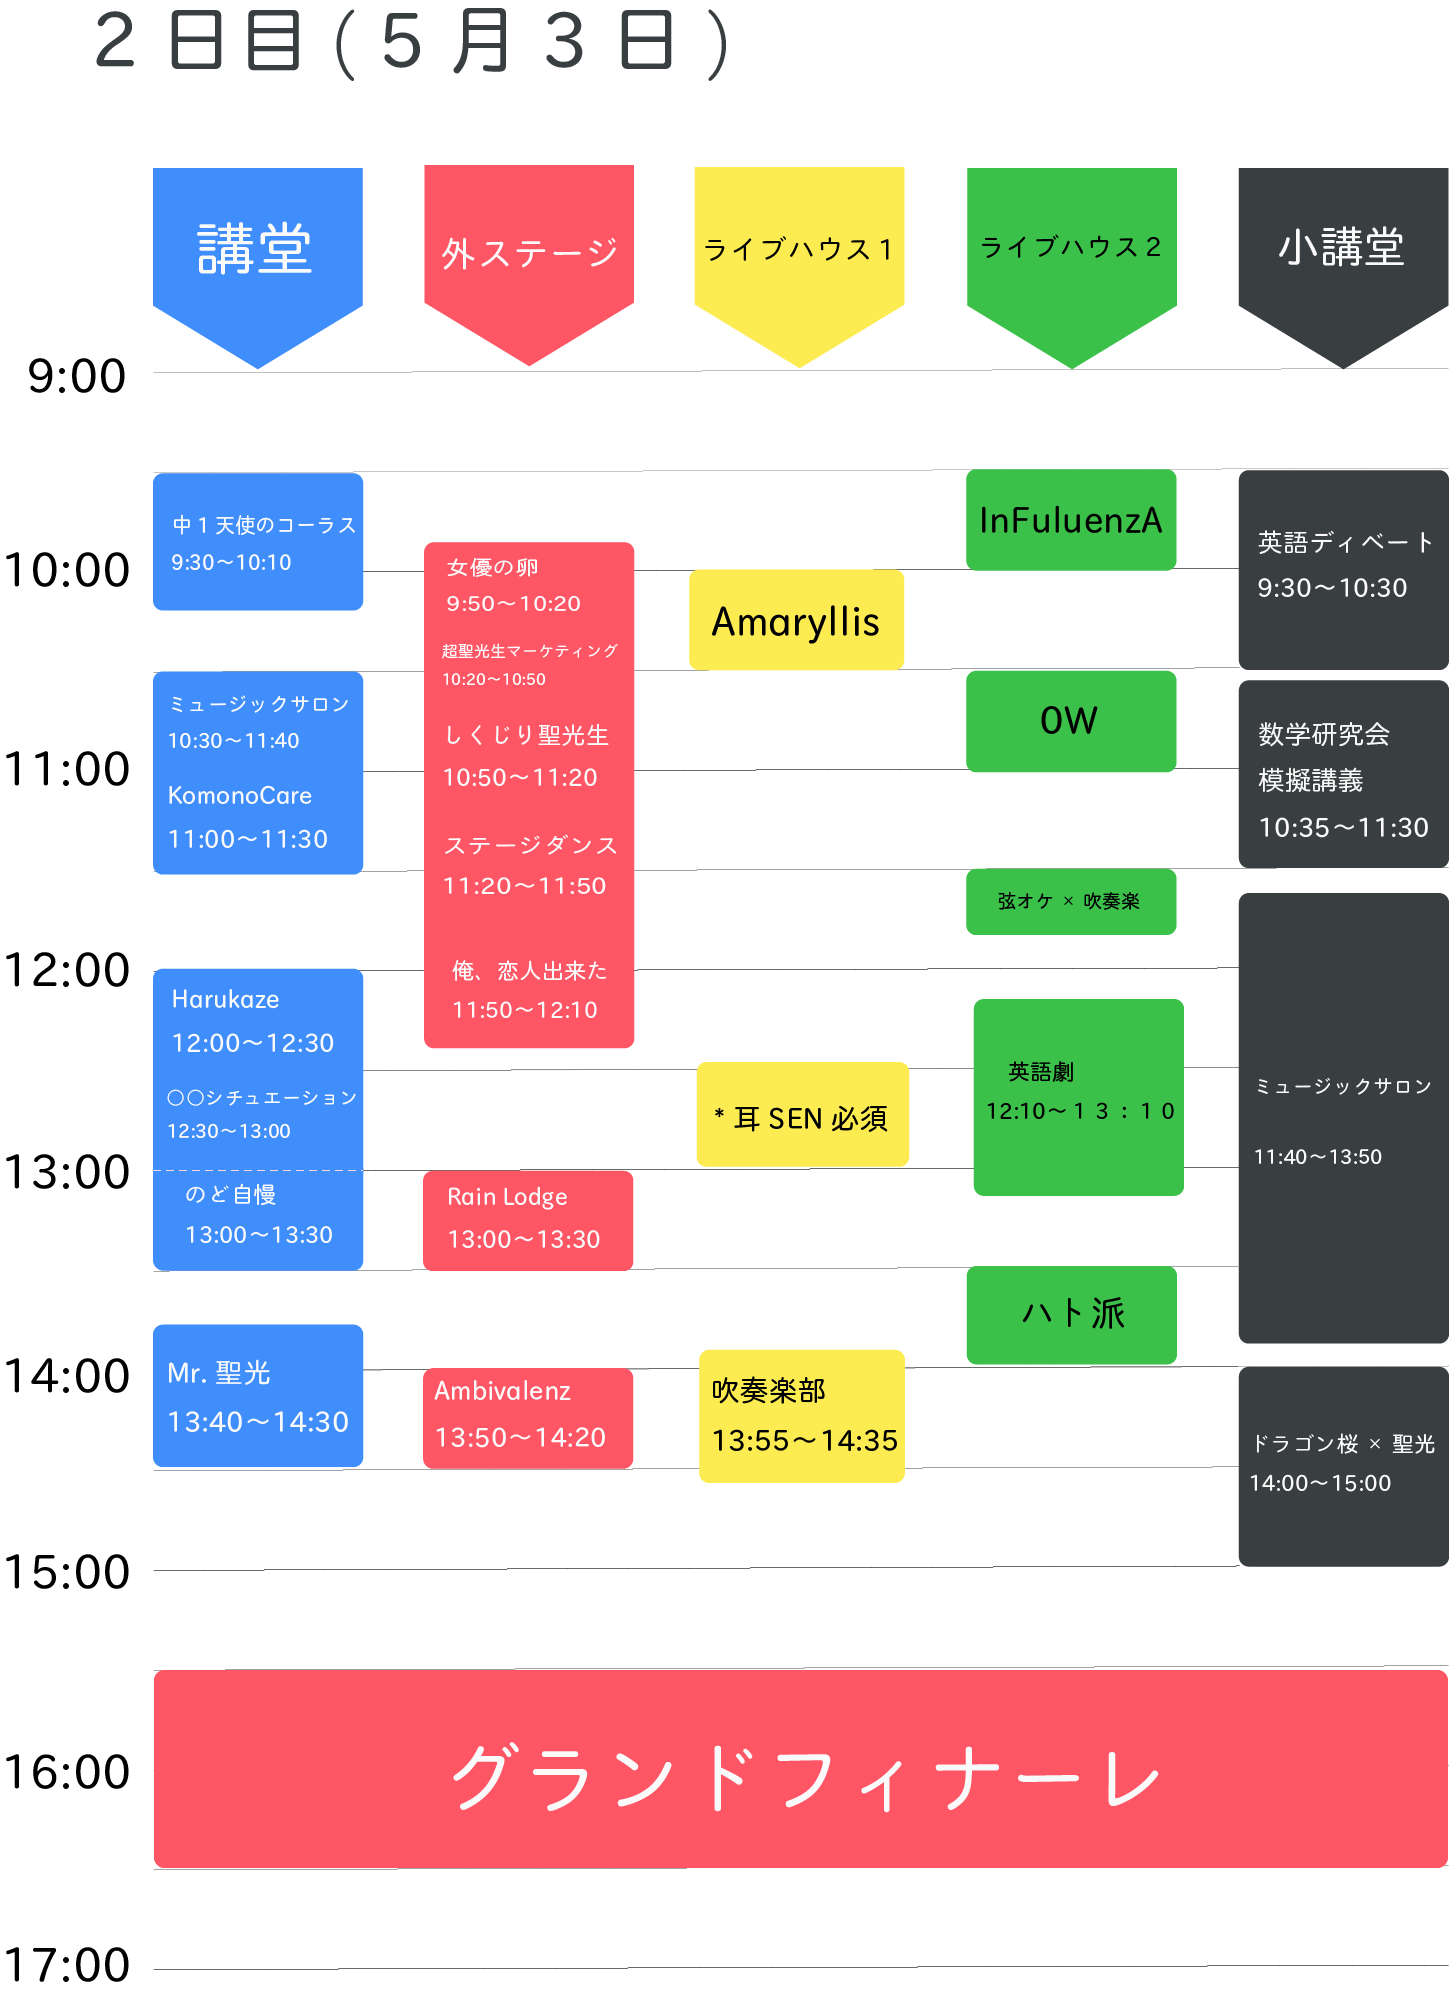 2日目(5月3日)
講堂
外ステージ
ライブハウス1
ライブハウス2
小講堂
9:00
10:00
11:00
12:00
13:00
14:00
15:00
16:00
17:00
中1天使のコーラス
9:30〜10:10
ミュージックサロン
10:30〜11:40
KomonoCare
11:00〜11:30
Harukaze
12:00〜12:30
○○シチュエーション
12:30〜13:00
のど自慢
13:00〜13:30
Mr.聖光
13:40〜14:30
女優の卵
9:50〜10:20
超聖光生マーケティング
10:20〜10:50
しくじり聖光生
10:50〜11:20
ステージダンス
11:20〜11:50
俺、恋人出来た
11:50〜12:10
Rain Lodge
13:00〜13:30
Ambivalenz
13:50〜14:20
Amaryllis
*耳SEN必須
吹奏楽部
13:55〜14:35
InFuluenzA
0W
弦オケ×吹奏楽
英語劇
12:10〜13:10
ハト派
英語ディベート
9:30〜10:30
数学研究会
模擬講義
10:35〜11:30
ミュージックサロン
11:40〜13:50
ドラゴン桜×聖光
14:00〜15:00
グランドフィナーレ